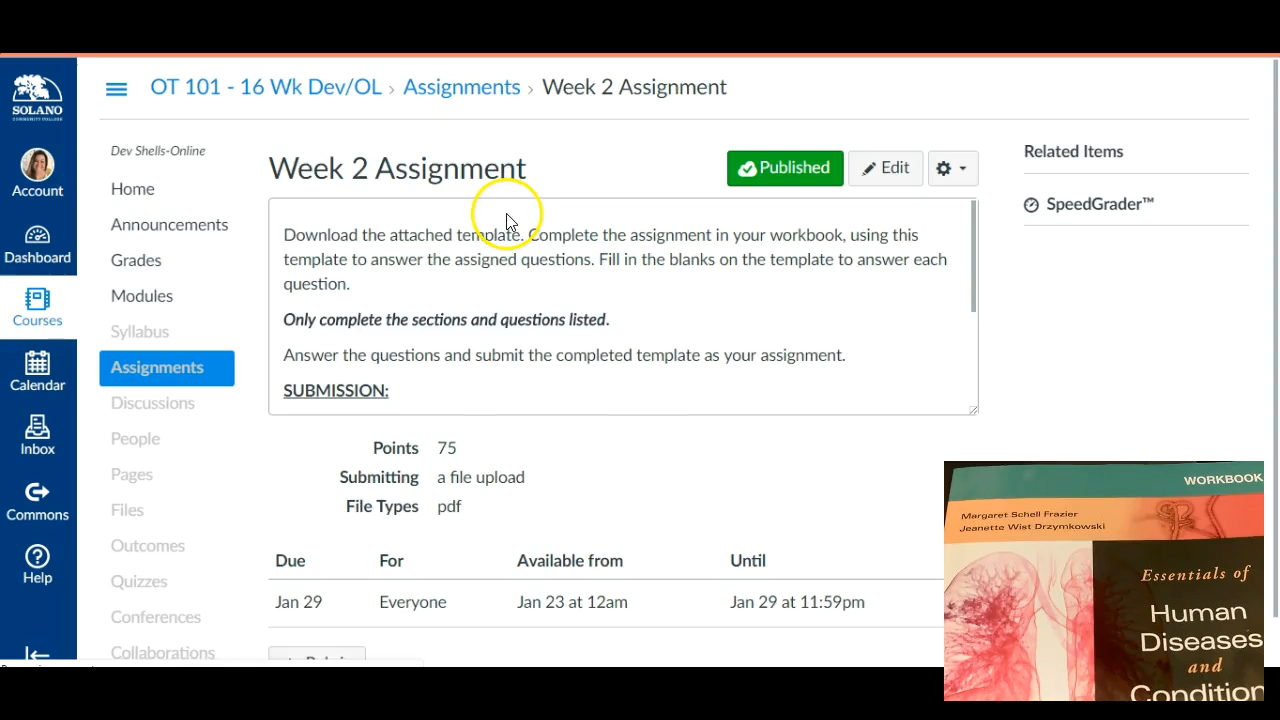 OT 101 - 16 Wk Dev/OL › Assignments › Week 2 Assignment
SOLANO
COMMUNITY COLLEGE
Account
Dashboard
Courses
Calendar
Inbox
Commons
Help
Dev Shells-Online
Home
Announcements
Grades
Modules
Syllabus
Assignments
Discussions
People
Pages
Files
Outcomes
Quizzes
Conferences
Collaborations
Week 2 Assignment
Published
Edit
Download the attached template. Complete the assignment in your workbook, using this
template to answer the assigned questions. Fill in the blanks on the template to answer each
question.
Only complete the sections and questions listed.
Answer the questions and submit the completed template as your assignment.
SUBMISSION:
Points 75
Submitting a file upload
File Types pdf
Due For Available from Until
Jan 29 Everyone Jan 23 at 12am Jan 29 at 11:59pm
Related Items
SpeedGrader™
WORKBOOK
Margaret Schell Frazier
Jeanette Wist Drzymkowski
Essentials of
Human
Diseases
and
Condition